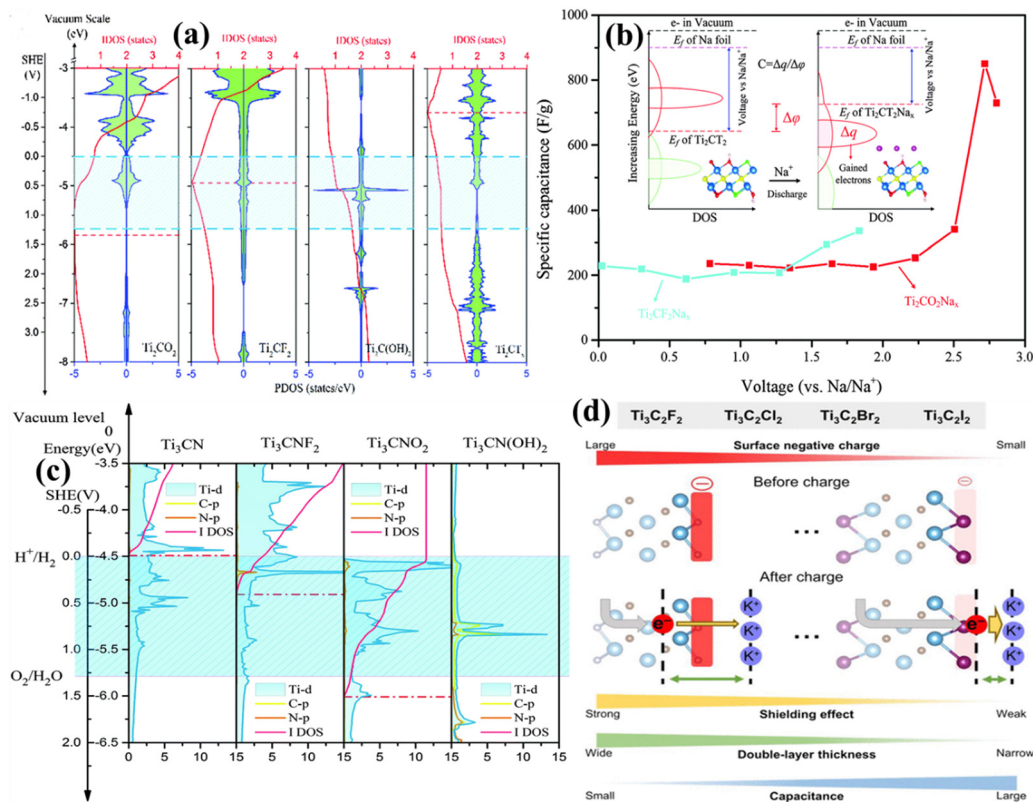 Vacuum Scale
(eV)
IDOS (states)
IDOS (states)
(a)
SHE
(V)
0 1 2 3 4
0 1 2 3 4
0 1 2 3 4
0 1 2 3 4
-3
-1.0
-4
0.0
0.5
-5
1.0
-6
2.0
-7
3.0
-8
Ti2CO2
Ti2CF2
Ti3C(OH)2
Ti2CTx
5 0 5
5 0 5
5 0 5
5 0 5
PDOS (states/eV)
(b)
Specific capacitance (F/g)
1000
800
600
400
200
0
e- in Vacuum
Ef of Na foil
Voltage vs Na/Na+
C=Δq/Δφ
Δφ
Ef of Ti2CT2
Increasing Energy (eV)
DOS
Na+
Discharge
e- in Vacuum
Ef of Na foil
Voltage vs Na/Na+
Ef of Ti2CT2Nax
Δq
Gained
electrons
DOS
Ti2CF2Nax
Ti2CO2Nax
0.0 0.5 1.0 1.5 2.0 2.5 3.0
Voltage (vs. Na/Na+)
Vacuum level
0
Energy(eV)
(c)
SHE(V)
Ti3CN
Ti3CNF2
Ti3CNO2
Ti3CN(OH)2
-3.5
-0.5
-4.0
H+/H2
0.0
-4.5
0.5
-5.0
1.0
-5.5
O2/H2O
1.5
-6.0
2.0
-6.5
Ti-d
C-p
N-p
I DOS
Ti-d
C-p
N-p
I DOS
Ti-d
C-p
N-p
I DOS
Ti-d
C-p
N-p
I DOS
0 5 10 15
5 10 15
5 10 15
5 10 15
(d)
Ti3C2F2 Ti3C2Cl2 Ti3C2Br2 Ti3C2I2
Large Surface negative charge Small
Before charge
...
After charge
e- K+ K+ K+
...
e- K+ K+ K+
Strong Shielding effect Weak
Wide Double-layer thickness Narrow
Small Capacitance Large